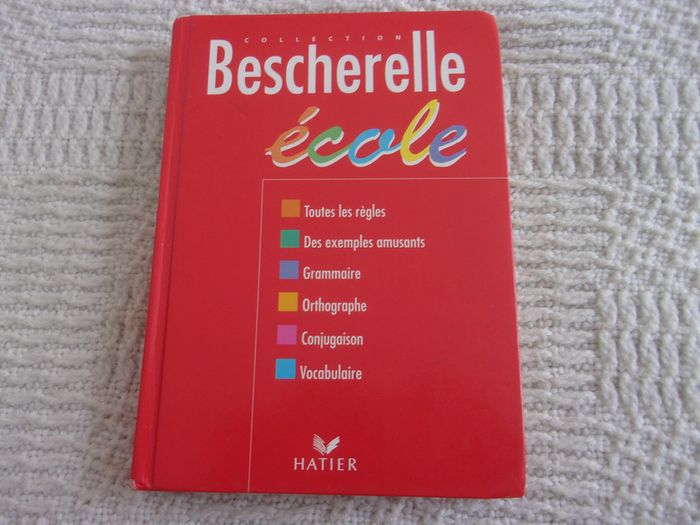 COLLECTION
Bescherelle
école
Toutes les règles
Des exemples amusants
Grammaire
Orthographe
Conjugaison
Vocabulaire
HATIER